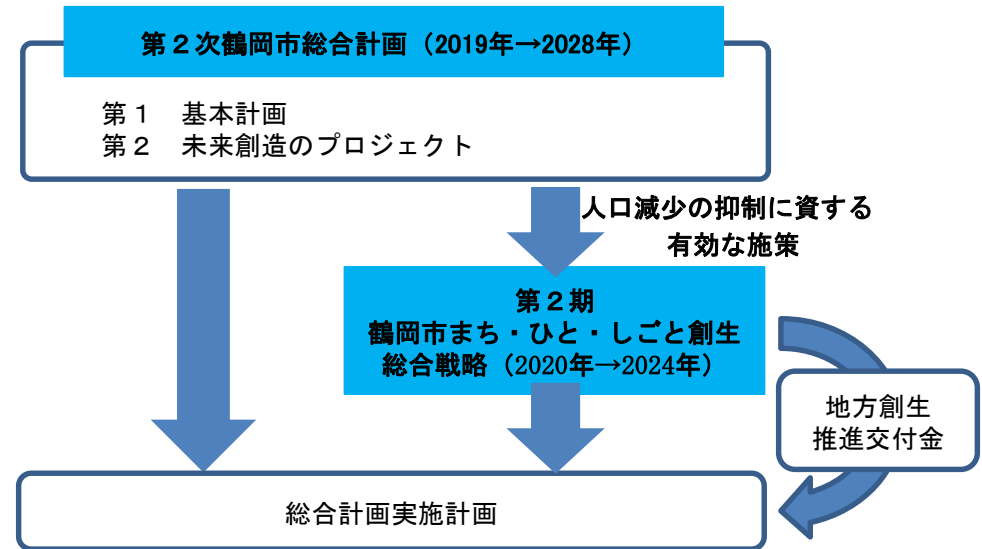 第２次鶴岡市総合計画（2019年→2028年）
第１　基本計画
第２　未来創造のプロジェクト
人口減少の抑制に資する
有効な施策
第２期
鶴岡市まち・ひと・しごと創生
総合戦略（2020年→2024年）
地方創生
推進交付金
総合計画実施計画